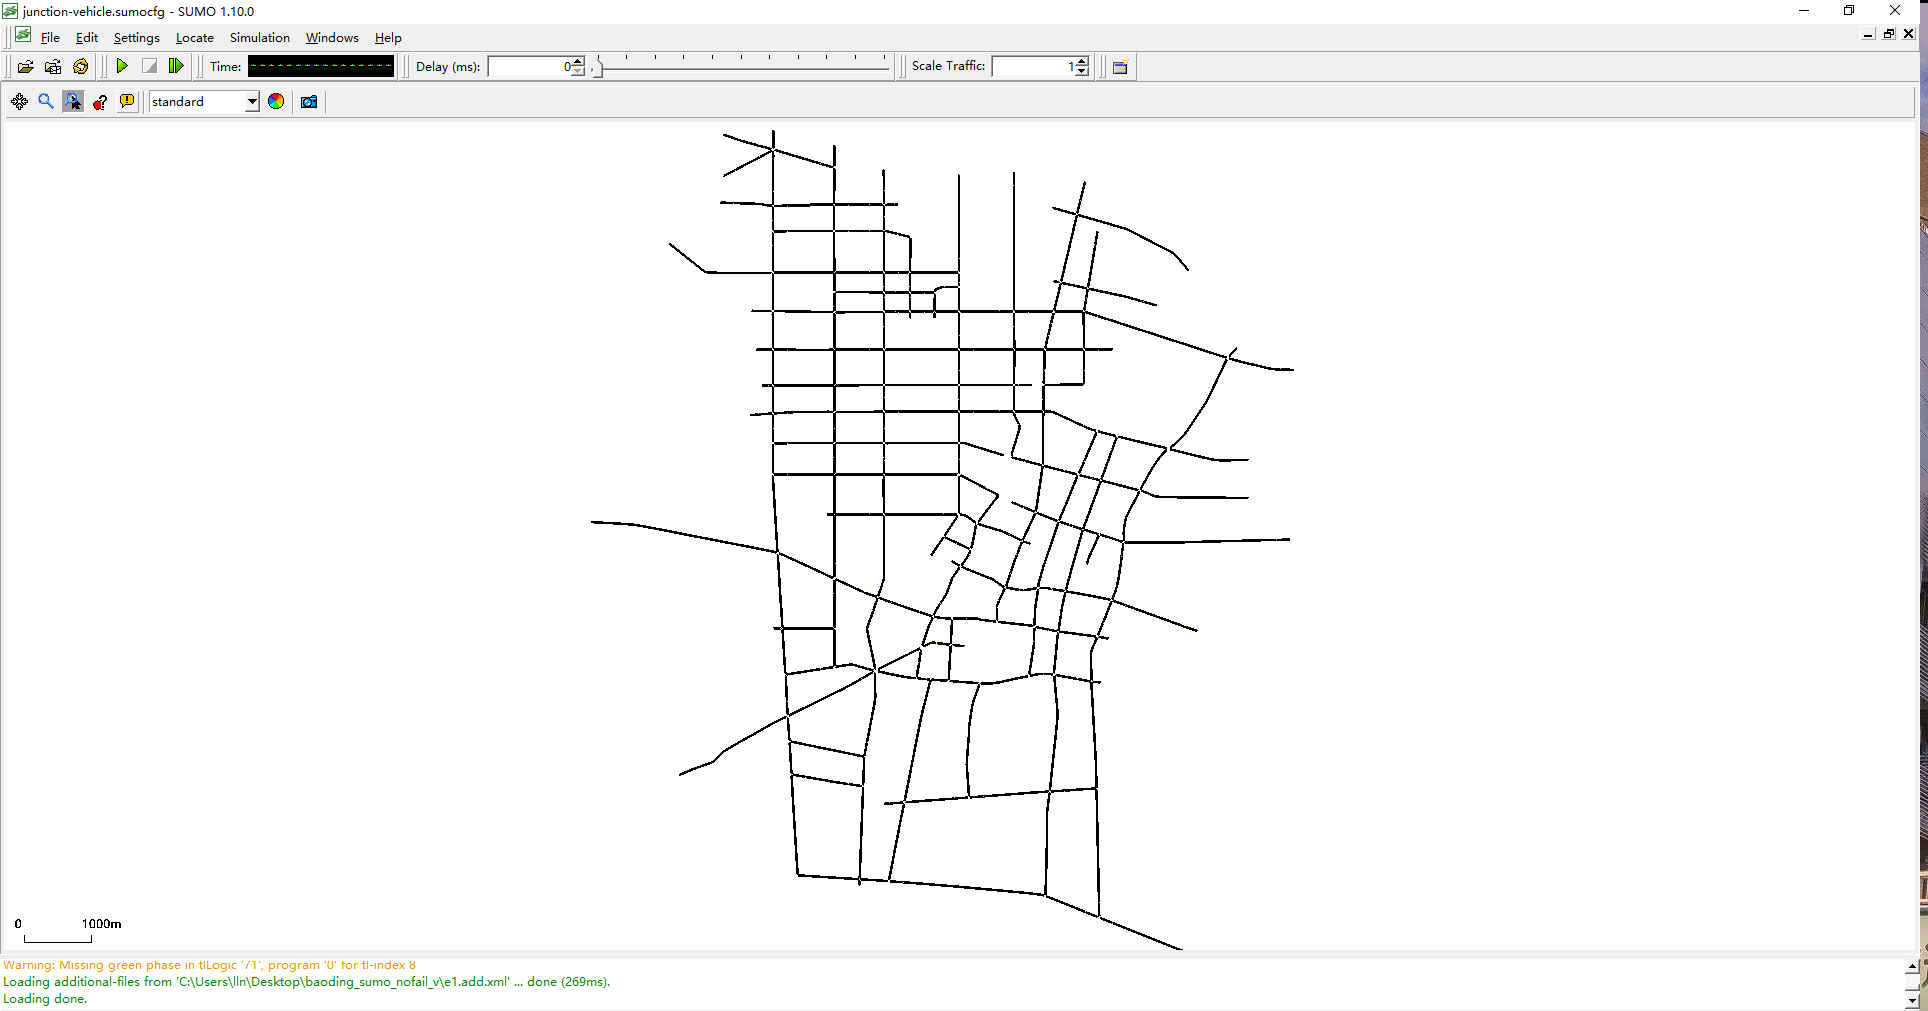 junction-vehicle.sumocfg - SUMO 1.10.0
File Edit Settings Locate Simulation Windows Help
Time: Delay (ms): 0 Scale Traffic: 1
standard
0 1000m
Warning: Missing green phase in tlLogic '71', program '0' for tl-index 8
Loading additional-files from 'C:\Users\lln\Desktop\baoding_sumo_nofail_v\e1.add.xml' ... done (269ms).
Loading done.